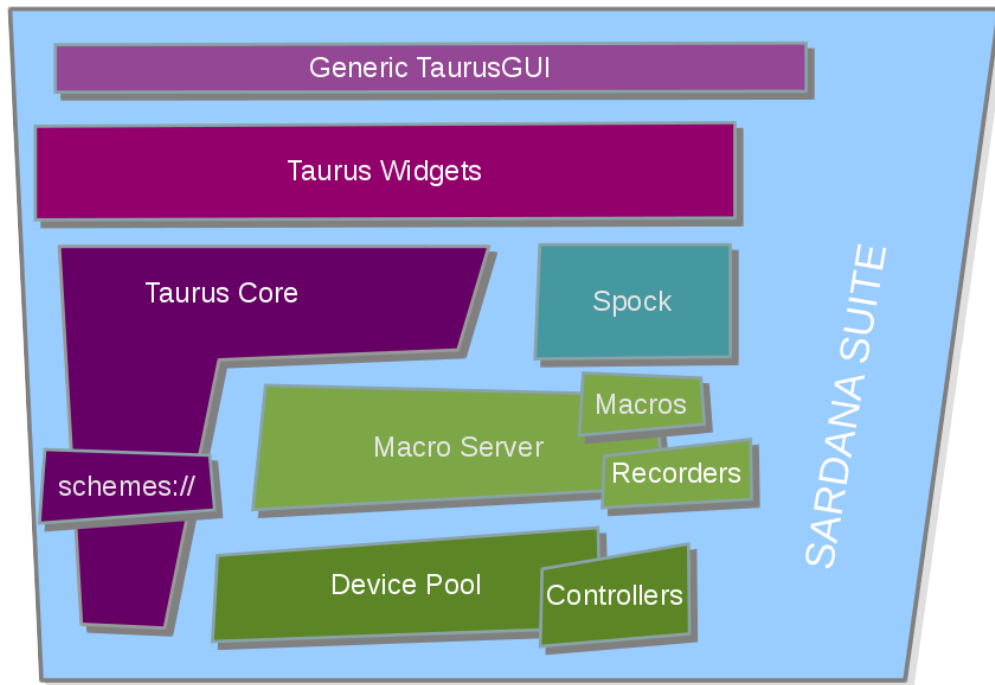 Generic TaurusGUI
Taurus Widgets
Taurus Core
Spock
Macros
Macro Server
Recorders
schemes://
Device Pool
Controllers
SARDANA SUITE